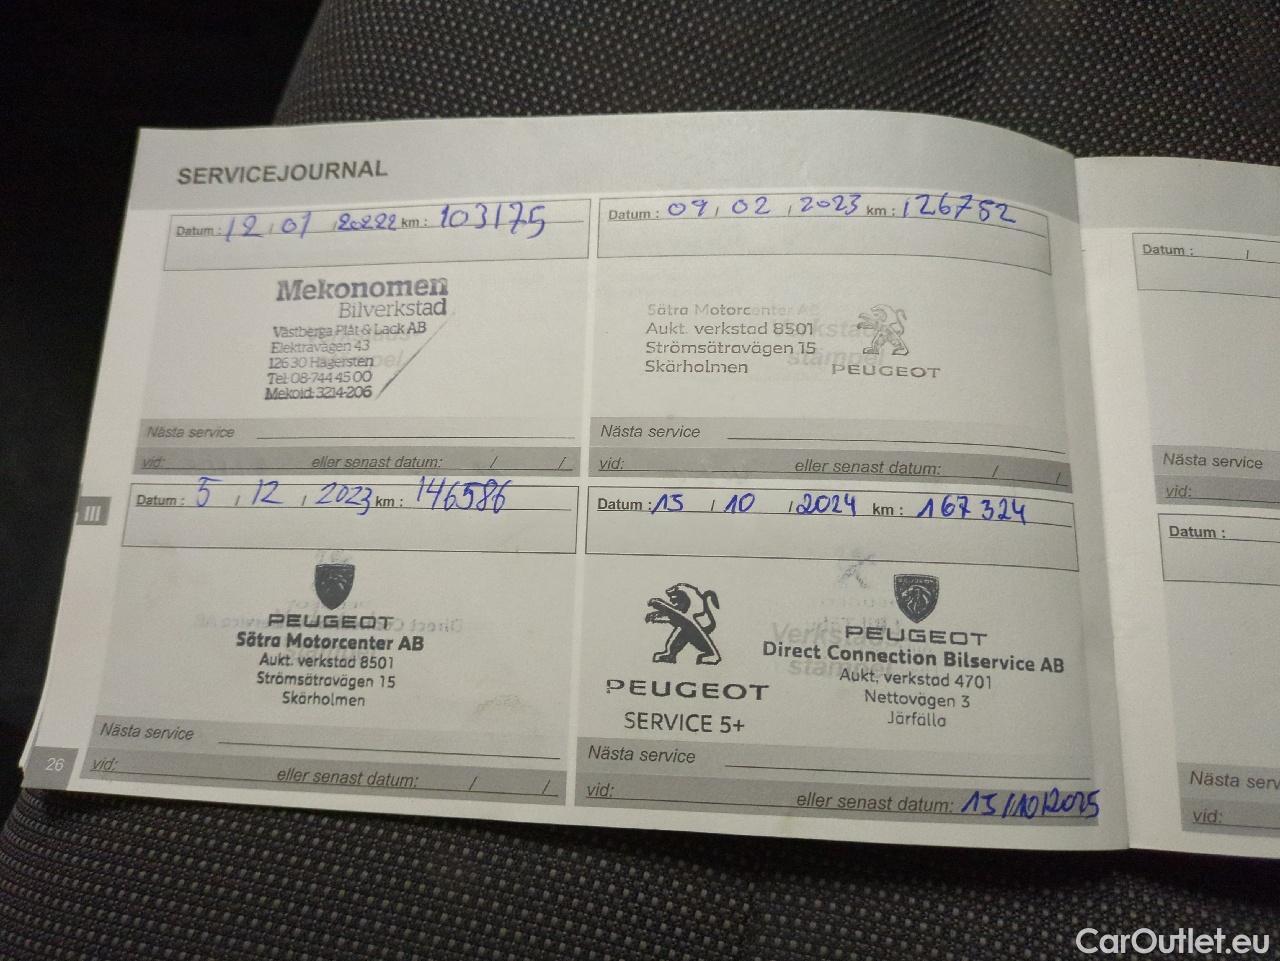 SERVICEJOURNAL
Datum : 12 / 01 / 2022 km : 103175
Mekonomen
Bilverkstad
Västberga Plåt & Lack AB
Elektravägen 43
126 30 Hägersten
Tel: 08-744 45 00
Mekoid: 3214-206
Nästa service
vid: eller senast datum: / /
Datum : 09 / 02 / 2023 km : 126752
Sätra Motorcenter AB
Aukt. verkstad 8501
Strömsätravägen 15
Skärholmen
PEUGEOT
Nästa service
vid: eller senast datum: / /
Datum : 5 / 12 / 2023 km : 146586
PEUGEOT
Sätra Motorcenter AB
Aukt. verkstad 8501
Strömsätravägen 15
Skärholmen
Nästa service
vid: eller senast datum: / /
Datum : 15 / 10 / 2024 km : 167 324
PEUGEOT
SERVICE 5+
Verkstads
stämpel
PEUGEOT
Direct Connection Bilservice AB
Aukt. verkstad 4701
Nettovägen 3
Järfälla
Nästa service
vid: eller senast datum: 15/10/2025
III
26
Datum : /
Nästa service
vid:
Datum :
Nästa serv
vid:
CarOutlet.eu